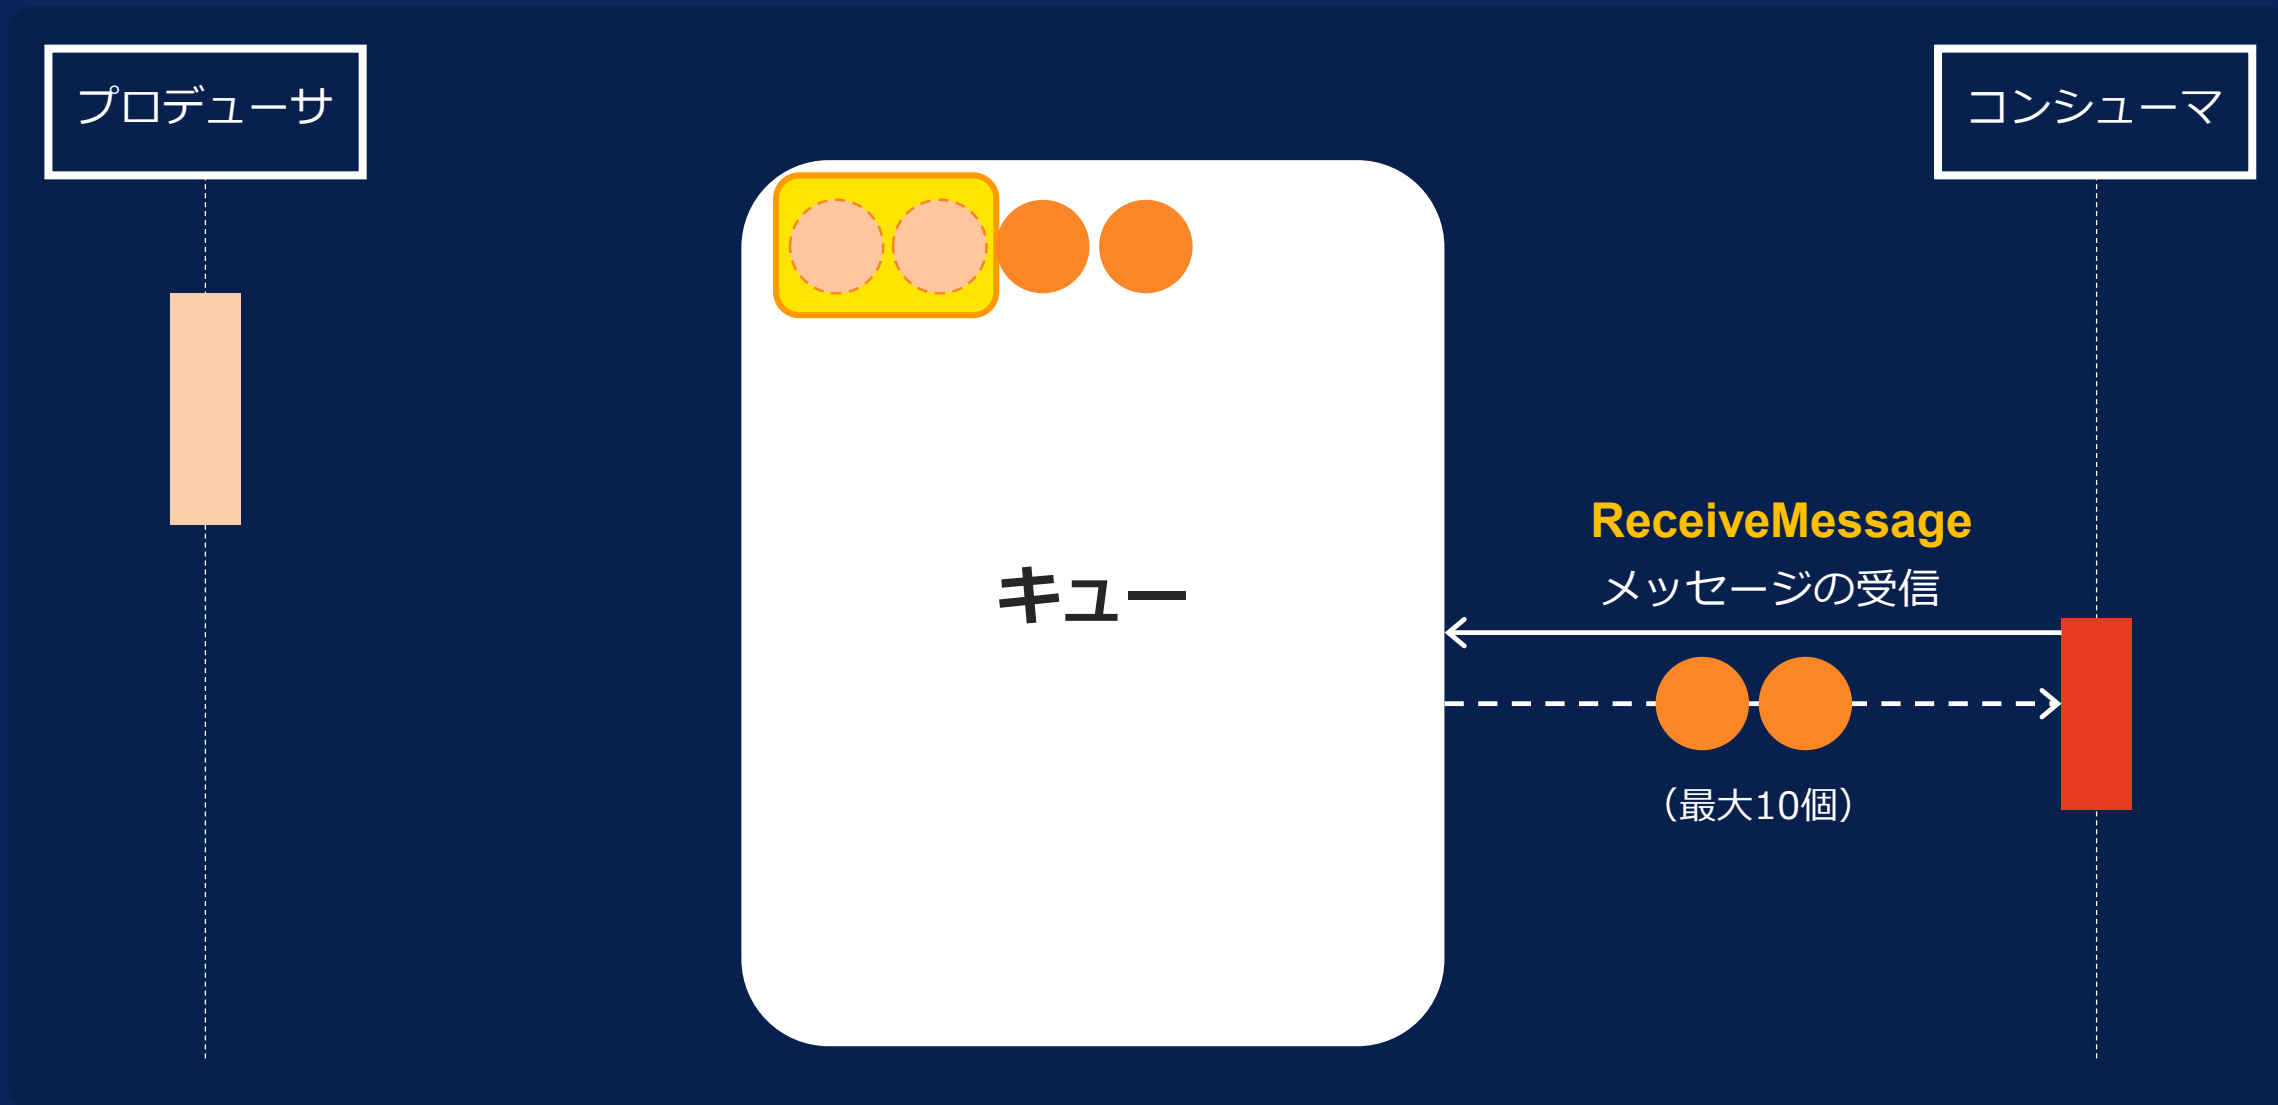 プロデューサ
コンシューマ
キュー
ReceiveMessage
メッセージの受信
（最大10個）